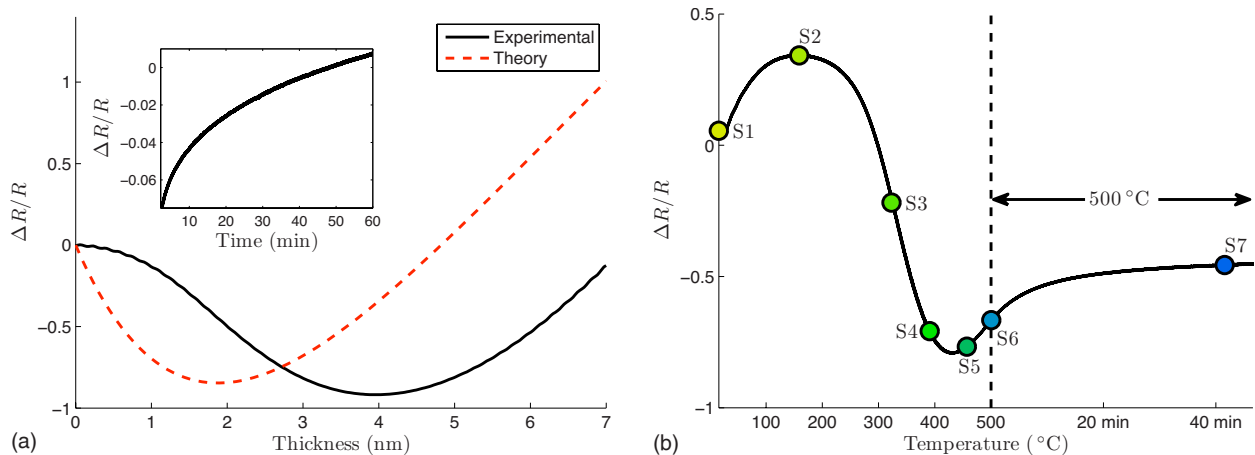 Experimental
Theory
ΔR/R
1
0.5
0
−0.5
−1
0
1
2
3
4
5
6
7
Thickness (nm)
(a)
ΔR/R
0
−0.02
−0.04
−0.06
10
20
30
40
50
60
Time (min)
ΔR/R
0.5
0
−0.5
−1
S1
S2
S3
S4
S5
S6
S7
500 °C
100
200
300
400
500
20 min
40 min
Temperature (°C)
(b)